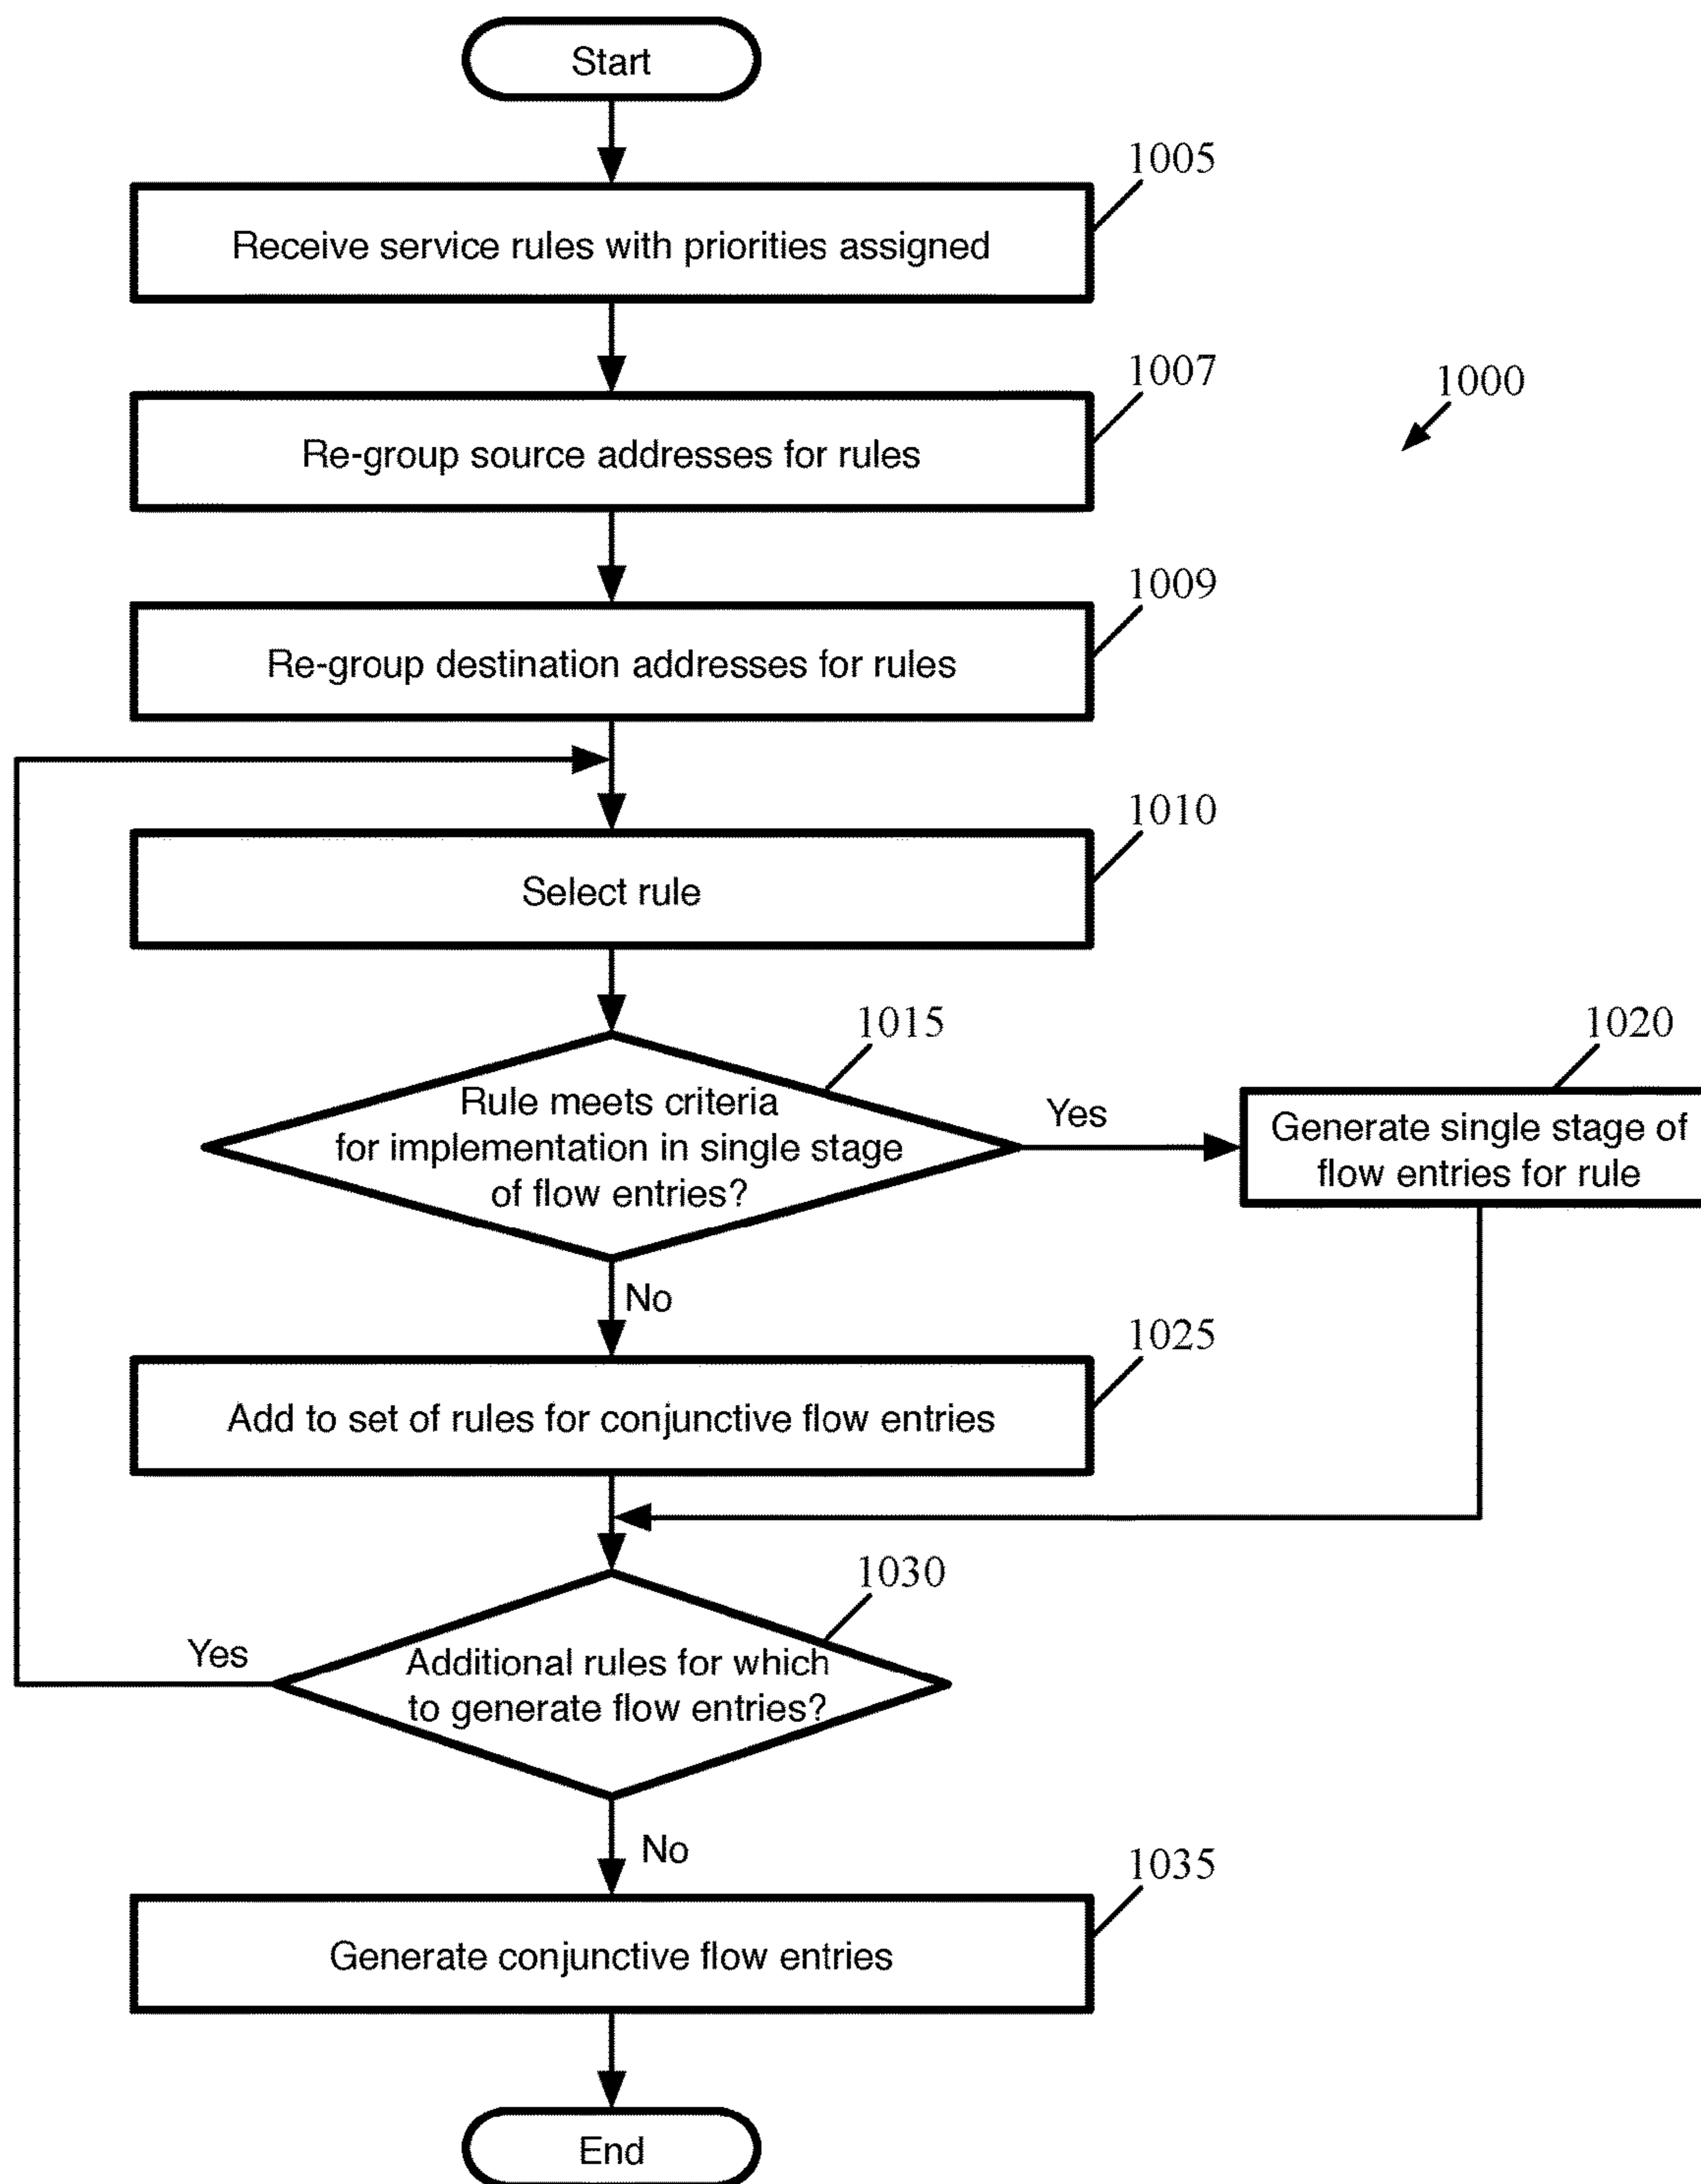 Start
1005
Receive service rules with priorities assigned
1007
1000
Re-group source addresses for rules
1009
Re-group destination addresses for rules
1010
Select rule
1015
1020
Rule meets criteria
for implementation in single stage
of flow entries?
Yes
Generate single stage of
flow entries for rule
No
1025
Add to set of rules for conjunctive flow entries
1030
Yes
Additional rules for which
to generate flow entries?
No
1035
Generate conjunctive flow entries
End